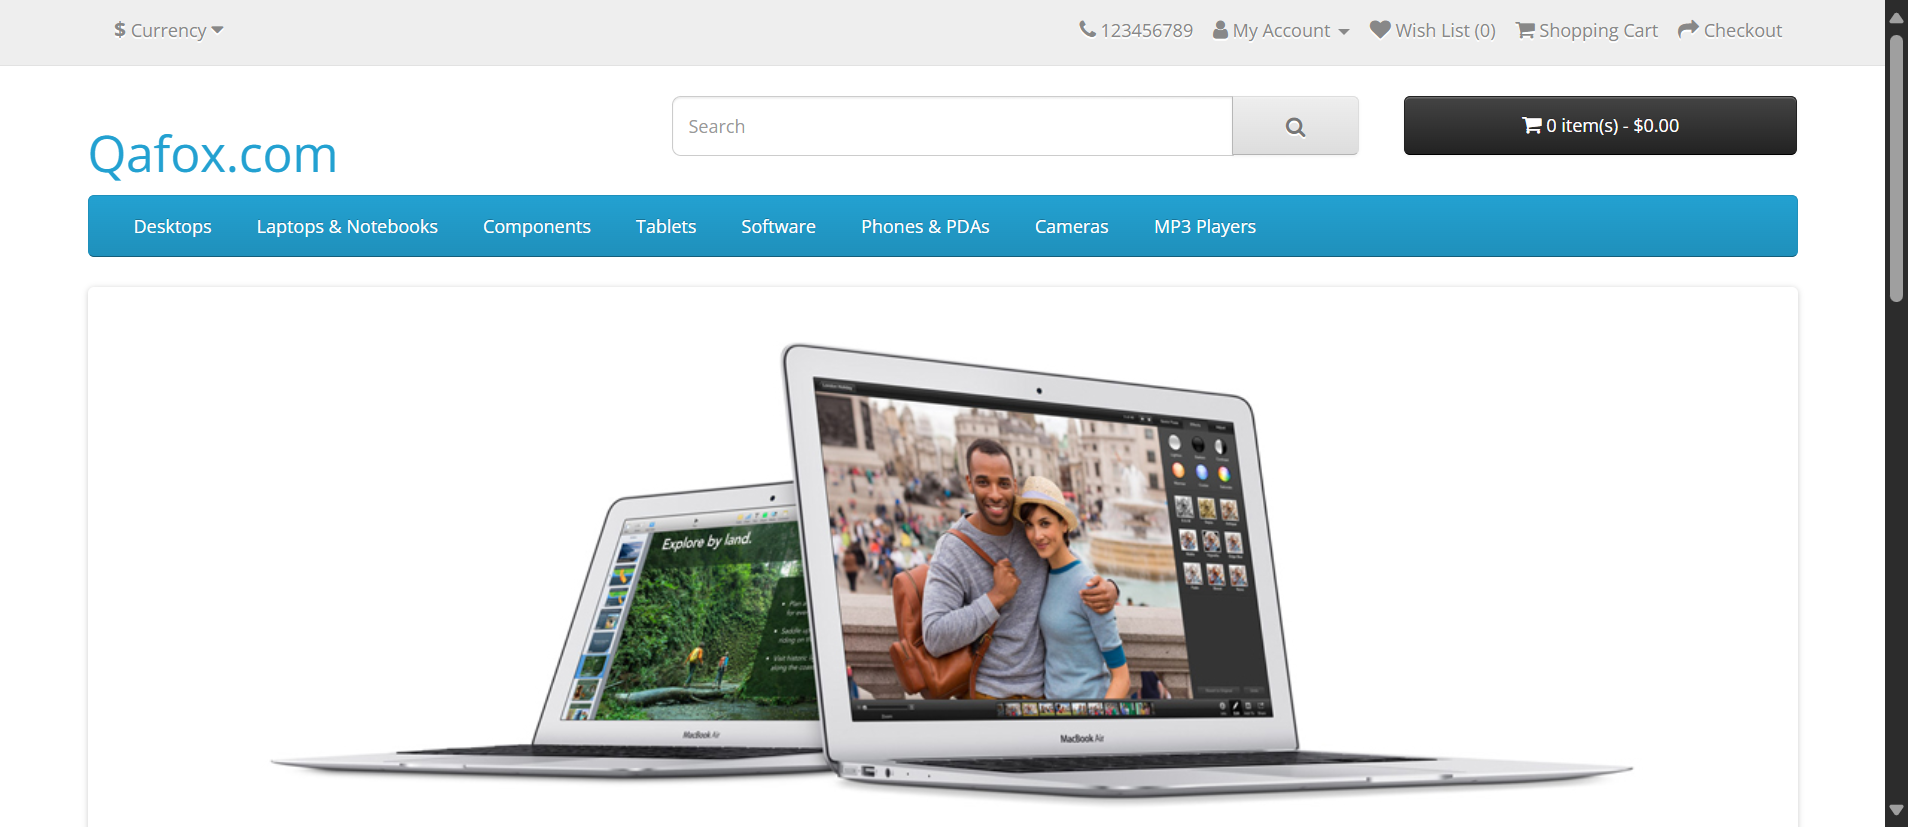 $ Currency
123456789 My Account Wish List (0) Shopping Cart Checkout
Search
0 item(s) - $0.00
Qafox.com
Desktops Laptops & Notebooks Components Tablets Software Phones & PDAs Cameras MP3 Players
Explore by land.
MacBook Air
MacBook Air